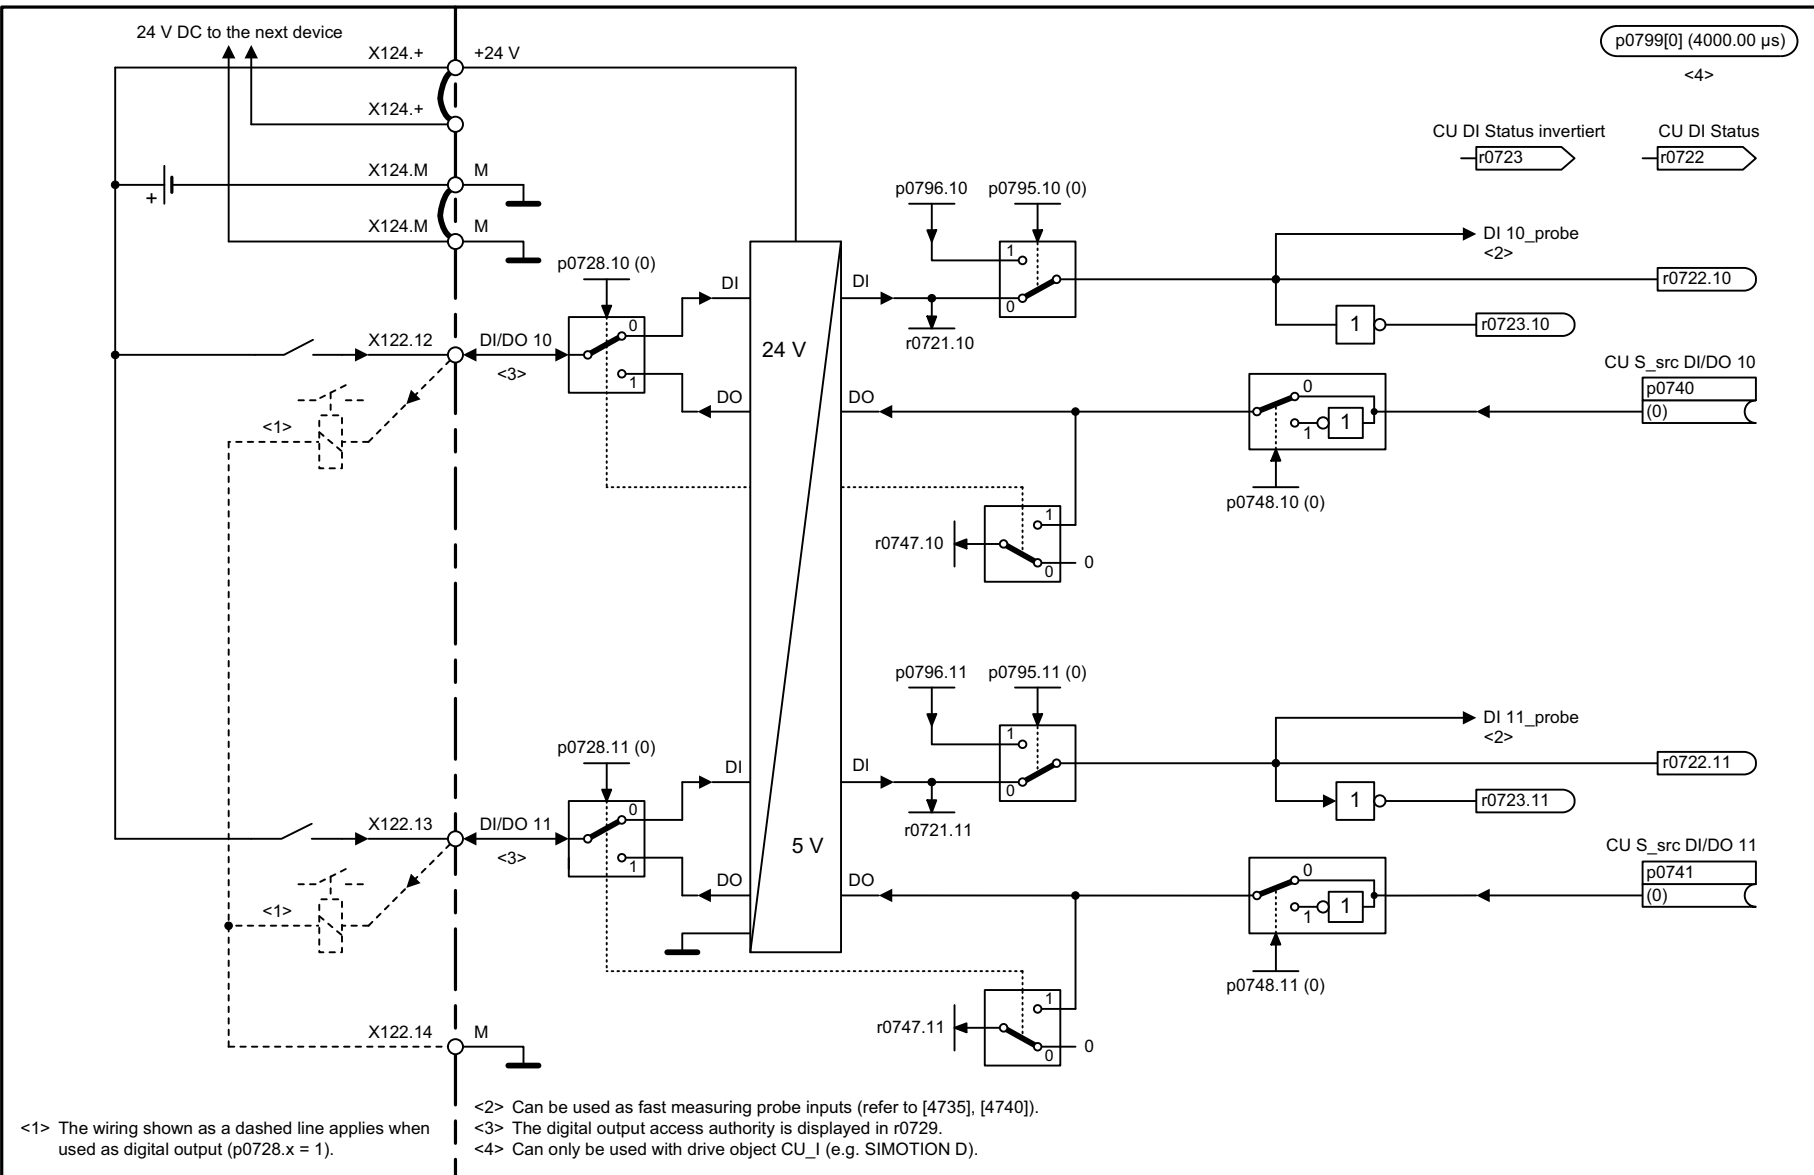 24 V DC to the next device
X124.+
+24 V
p0799[0] (4000.00 µs)
<4>
X124.+
CU DI Status invertiert
CU DI Status
r0723
r0722
X124.M
M
+
p0796.10
p0795.10 (0)
X124.M
M
DI 10_probe
<2>
p0728.10 (0)
DI
DI
1
0
r0722.10
r0721.10
1
r0723.10
X122.12
DI/DO 10
<3>
0
1
24 V
CU S_src DI/DO 10
p0740
(0)
DO
DO
0
1
1
<1>
p0748.10 (0)
r0747.10
1
0
0
p0796.11
p0795.11 (0)
DI 11_probe
<2>
p0728.11 (0)
DI
DI
1
0
r0722.11
r0721.11
1
r0723.11
X122.13
DI/DO 11
<3>
0
1
5 V
CU S_src DI/DO 11
p0741
(0)
DO
DO
0
1
1
<1>
p0748.11 (0)
r0747.11
1
0
0
X122.14
M
<1> The wiring shown as a dashed line applies when
used as digital output (p0728.x = 1).
<2> Can be used as fast measuring probe inputs (refer to [4735], [4740]).
<3> The digital output access authority is displayed in r0729.
<4> Can only be used with drive object CU_I (e.g. SIMOTION D).